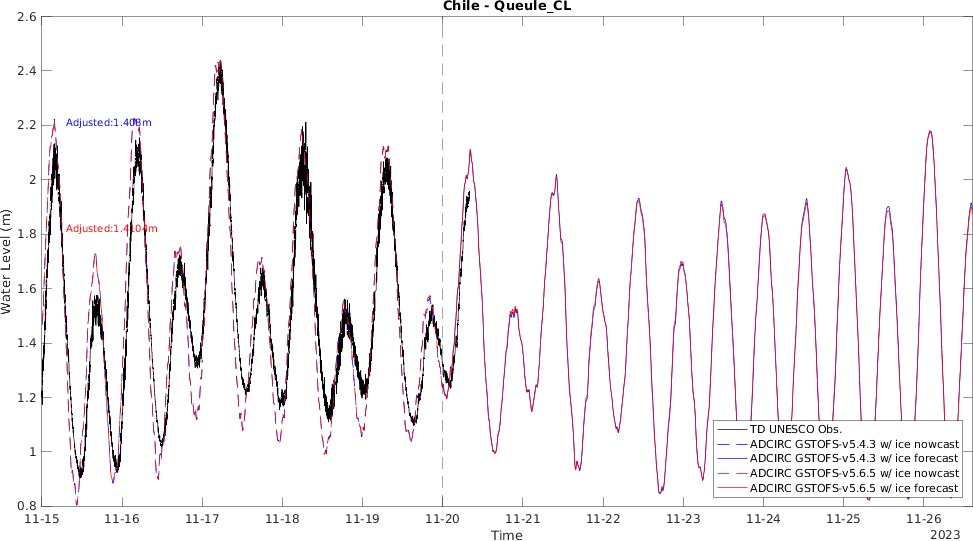 Chile - Queule_CL
2.6
2.4
2.2
2
1.8
1.6
1.4
1.2
1
0.8
Water Level (m)
Adjusted:1.408m
Adjusted:1.4104m
TD UNESCO Obs.
ADCIRC GSTOFS-v5.4.3 w/ ice nowcast
ADCIRC GSTOFS-v5.4.3 w/ ice forecast
ADCIRC GSTOFS-v5.6.5 w/ ice nowcast
ADCIRC GSTOFS-v5.6.5 w/ ice forecast
11-15 11-16 11-17 11-18 11-19 11-20 11-21 11-22 11-23 11-24 11-25 11-26
Time
2023